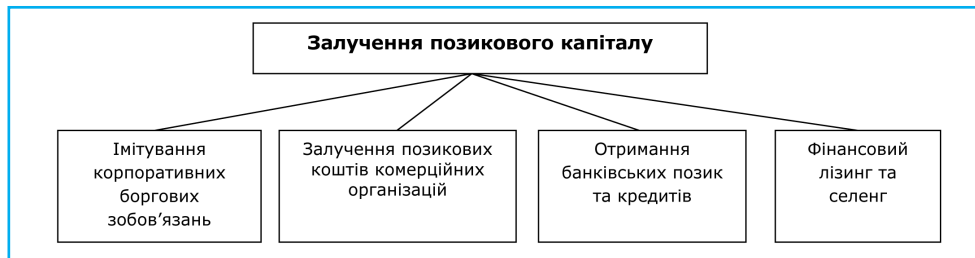 Залучення позикового капіталу
Імітування
корпоративних
боргових
зобов’язань
Залучення позикових
коштів комерційних
організацій
Отримання
банківських позик
та кредитів
Фінансовий
лізинг та
селенг